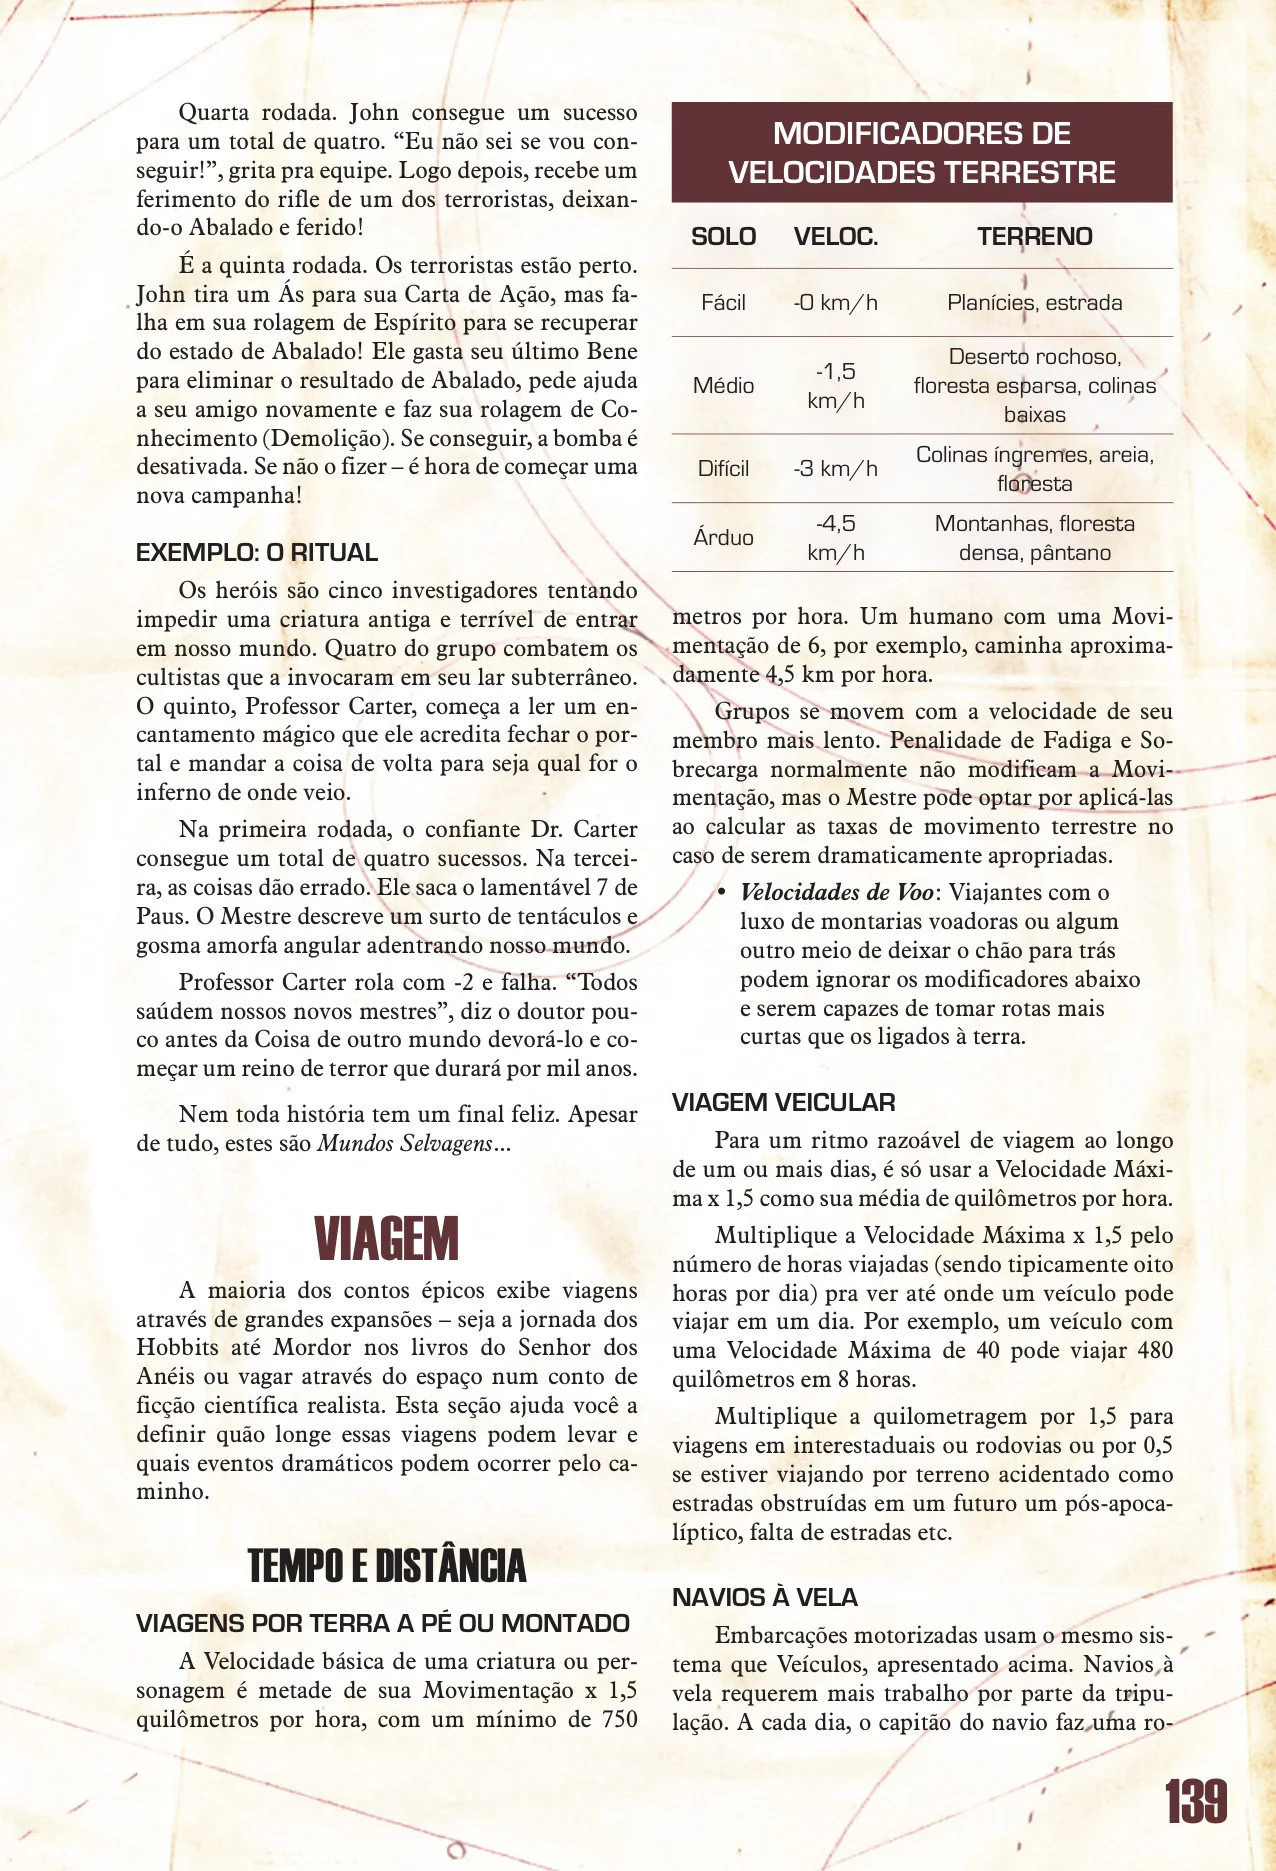 Quarta rodada. John consegue um sucesso
para um total de quatro. “Eu não sei se vou con-
seguir!”, grita pra equipe. Logo depois, recebe um
ferimento do rifle de um dos terroristas, deixan-
do-o Abalado e ferido!
É a quinta rodada. Os terroristas estão perto.
John tira um Ás para sua Carta de Ação, mas fa-
lha em sua rolagem de Espírito para se recuperar
do estado de Abalado! Ele gasta seu último Bene
para eliminar o resultado de Abalado, pede ajuda
a seu amigo novamente e faz sua rolagem de Co-
nhecimento (Demolição). Se conseguir, a bomba é
desativada. Se não o fizer – é hora de começar uma
nova campanha!
EXEMPLO: O RITUAL
Os heróis são cinco investigadores tentando
impedir uma criatura antiga e terrível de entrar
em nosso mundo. Quatro do grupo combatem os
cultistas que a invocaram em seu lar subterrâneo.
O quinto, Professor Carter, começa a ler um en-
cantamento mágico que ele acredita fechar o por-
tal e mandar a coisa de volta para seja qual for o
inferno de onde veio.
Na primeira rodada, o confiante Dr. Carter
consegue um total de quatro sucessos. Na tercei-
ra, as coisas dão errado. Ele saca o lamentável 7 de
Paus. O Mestre descreve um surto de tentáculos e
gosma amorfa angular adentrando nosso mundo.
Professor Carter rola com -2 e falha. “Todos
saúdem nossos novos mestres”, diz o doutor pou-
co antes da Coisa de outro mundo devorá-lo e co-
meçar um reino de terror que durará por mil anos.
Nem toda história tem um final feliz. Apesar
de tudo, estes são Mundos Selvagens...
VIAGEM
A maioria dos contos épicos exibe viagens
através de grandes expansões – seja a jornada dos
Hobbits até Mordor nos livros do Senhor dos
Anéis ou vagar através do espaço num conto de
ficção científica realista. Esta seção ajuda você a
definir quão longe essas viagens podem levar e
quais eventos dramáticos podem ocorrer pelo ca-
minho.
TEMPO E DISTÂNCIA
VIAGENS POR TERRA A PÉ OU MONTADO
A Velocidade básica de uma criatura ou per-
sonagem é metade de sua Movimentação x 1,5
quilômetros por hora, com um mínimo de 750
MODIFICADORES DE
VELOCIDADES TERRESTRE
SOLO VELOC. TERRENO
Fácil -0 km/h Planícies, estrada
Médio -1,5 km/h Deserto rochoso, floresta esparsa, colinas baixas
Difícil -3 km/h Colinas íngremes, areia, floresta
Árduo -4,5 km/h Montanhas, floresta densa, pântano
metros por hora. Um humano com uma Movi-
mentação de 6, por exemplo, caminha aproxima-
damente 4,5 km por hora.
Grupos se movem com a velocidade de seu
membro mais lento. Penalidade de Fadiga e So-
brecarga normalmente não modificam a Movi-
mentação, mas o Mestre pode optar por aplicá-las
ao calcular as taxas de movimento terrestre no
caso de serem dramaticamente apropriadas.
• Velocidades de Voo: Viajantes com o
luxo de montarias voadoras ou algum
outro meio de deixar o chão para trás
podem ignorar os modificadores abaixo
e serem capazes de tomar rotas mais
curtas que os ligados à terra.
VIAGEM VEICULAR
Para um ritmo razoável de viagem ao longo
de um ou mais dias, é só usar a Velocidade Máxi-
ma x 1,5 como sua média de quilômetros por hora.
Multiplique a Velocidade Máxima x 1,5 pelo
número de horas viajadas (sendo tipicamente oito
horas por dia) pra ver até onde um veículo pode
viajar em um dia. Por exemplo, um veículo com
uma Velocidade Máxima de 40 pode viajar 480
quilômetros em 8 horas.
Multiplique a quilometragem por 1,5 para
viagens em interestaduais ou rodovias ou por 0,5
se estiver viajando por terreno acidentado como
estradas obstruídas em um futuro um pós-apoca-
líptico, falta de estradas etc.
NAVIOS À VELA
Embarcações motorizadas usam o mesmo sis-
tema que Veículos, apresentado acima. Navios à
vela requerem mais trabalho por parte da tripu-
lação. A cada dia, o capitão do navio faz uma ro-
139